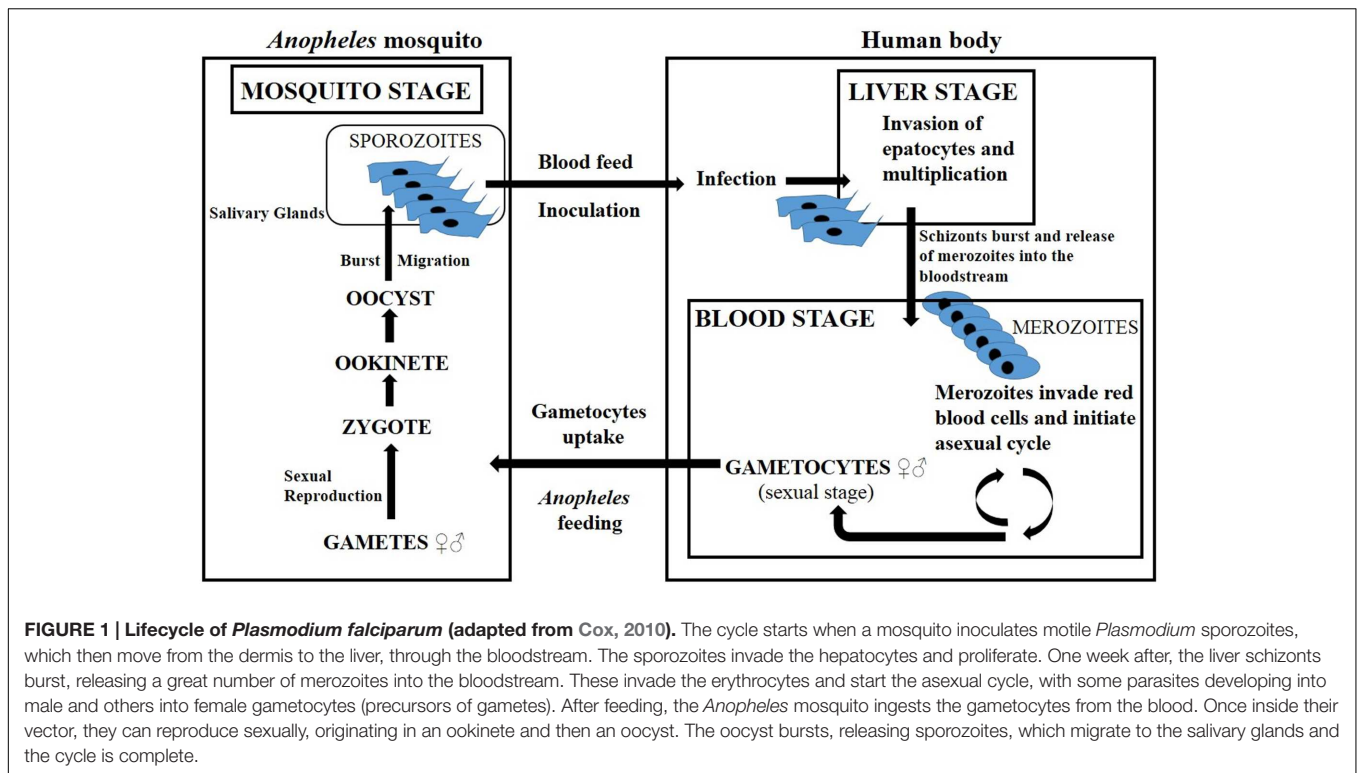 Anopheles mosquito
MOSQUITO STAGE
SPOROZOITES
Salivary Glands
Burst Migration
OOCYST
OOKINETE
ZYGOTE
Sexual
Reproduction
GAMETES ♀♂
Blood feed
Inoculation
Gametocytes
uptake
Anopheles
feeding
Human body
LIVER STAGE
Invasion of
epatocytes and
multiplication
Infection
Schizonts burst and release
of merozoites into the
bloodstream
BLOOD STAGE
MEROZOITES
Merozoites invade red
blood cells and initiate
asexual cycle
GAMETOCYTES ♀♂
(sexual stage)
FIGURE 1 | Lifecycle of Plasmodium falciparum (adapted from Cox, 2010). The cycle starts when a mosquito inoculates motile Plasmodium sporozoites,
which then move from the dermis to the liver, through the bloodstream. The sporozoites invade the hepatocytes and proliferate. One week after, the liver schizonts
burst, releasing a great number of merozoites into the bloodstream. These invade the erythrocytes and start the asexual cycle, with some parasites developing into
male and others into female gametocytes (precursors of gametes). After feeding, the Anopheles mosquito ingests the gametocytes from the blood. Once inside their
vector, they can reproduce sexually, originating in an ookinete and then an oocyst. The oocyst bursts, releasing sporozoites, which migrate to the salivary glands and
the cycle is complete.